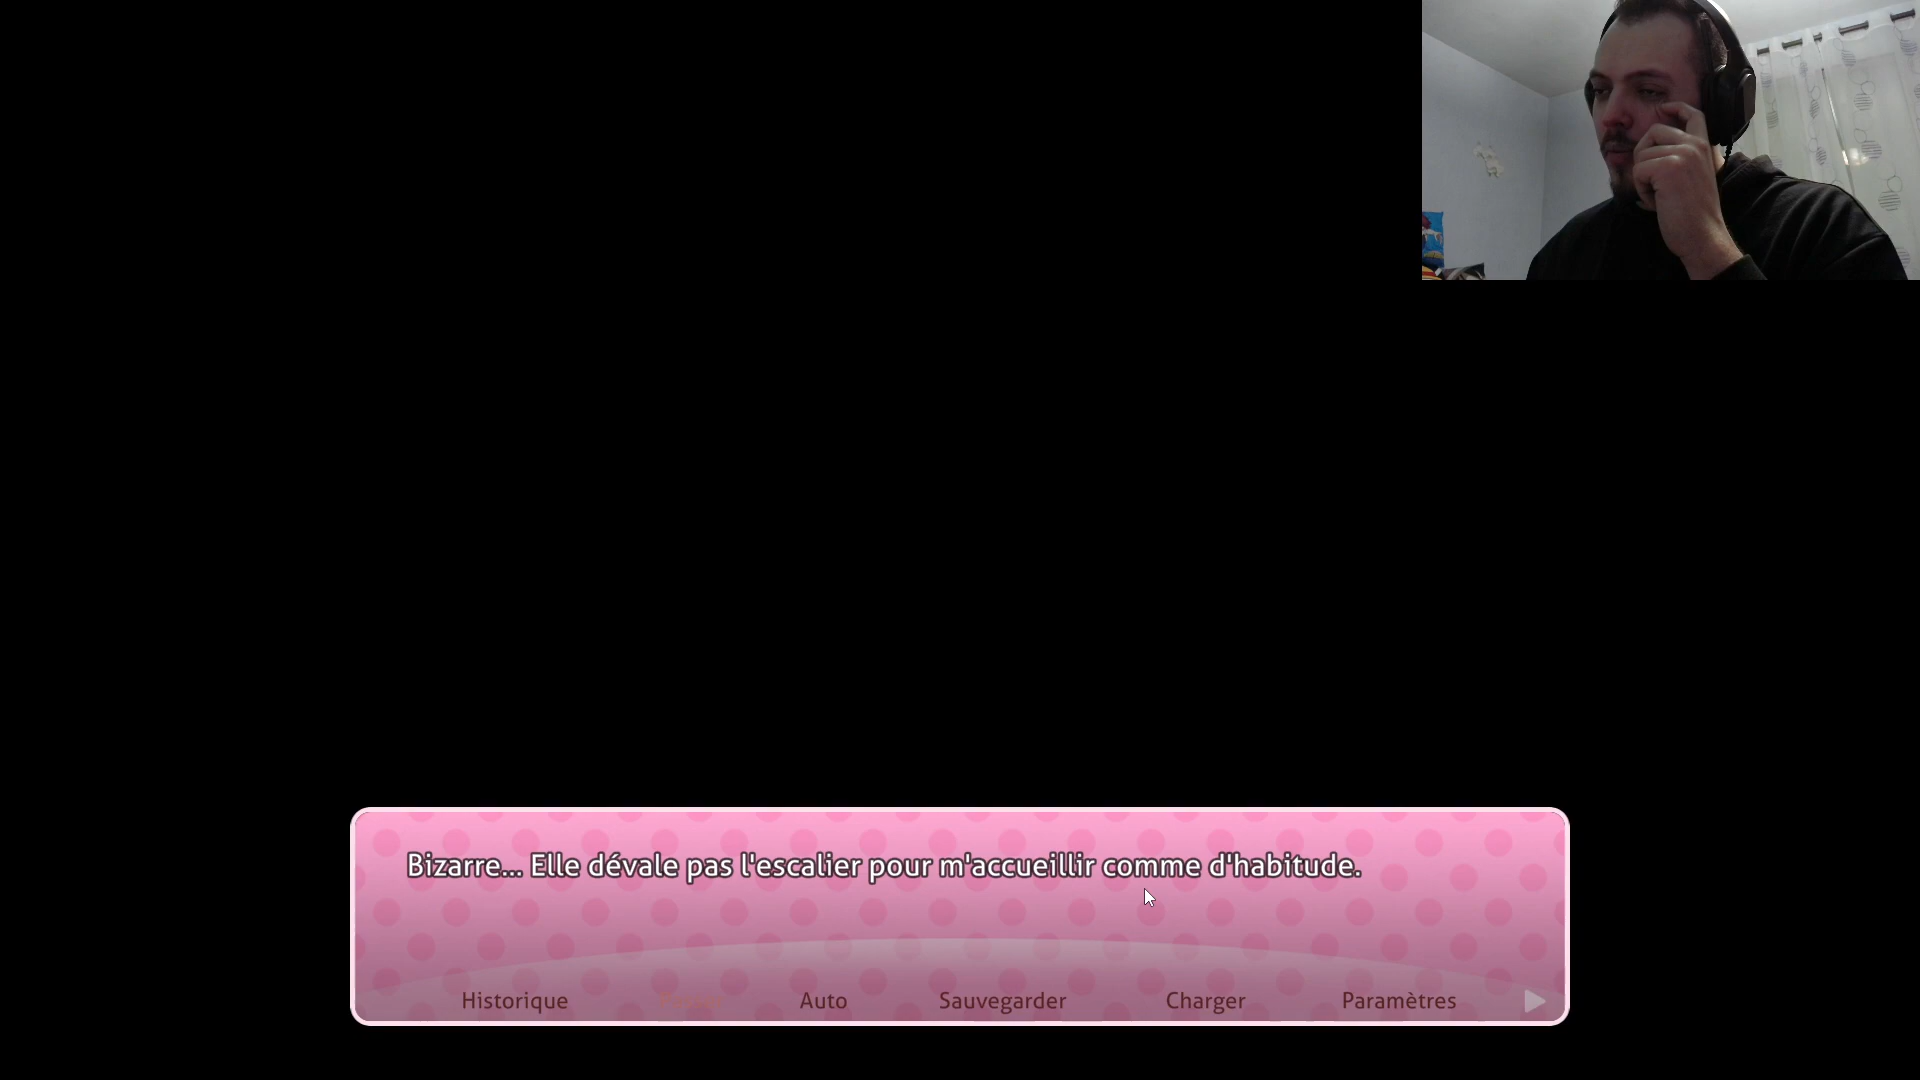 Bizarre... Elle dévale pas l'escalier pour m'accueillir comme d'habitude.
Historique Auto Sauvegarder Charger Paramètres